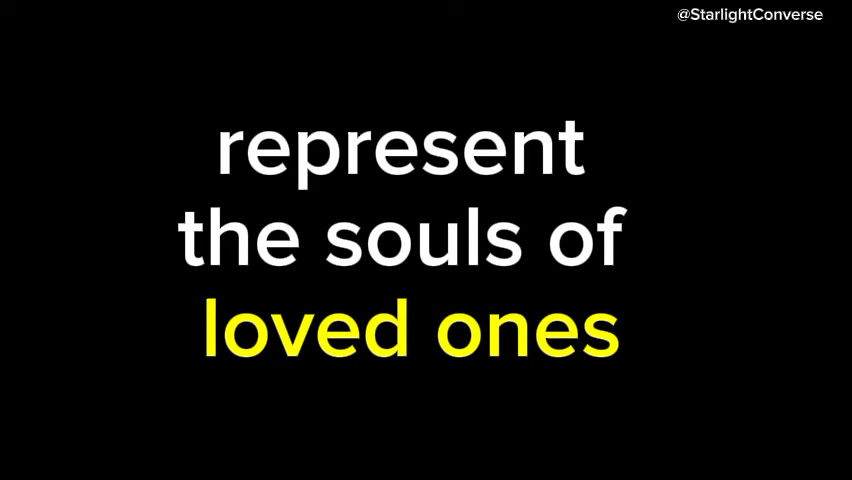 @StarlightConverse
represent
the souls of
loved ones